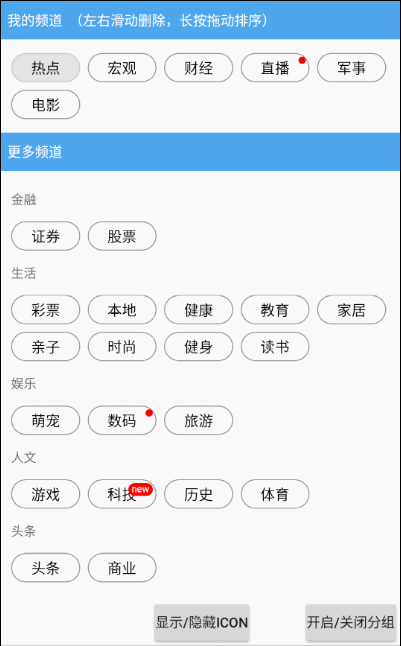 我的频道 （左右滑动删除，长按拖动排序）
热点 宏观 财经 直播 军事
电影
更多频道
金融
证券 股票
生活
彩票 本地 健康 教育 家居
亲子 时尚 健身 读书
娱乐
萌宠 数码 旅游
人文
游戏 科技 new 历史 体育
头条
头条 商业
显示/隐藏ICON 开启/关闭分组